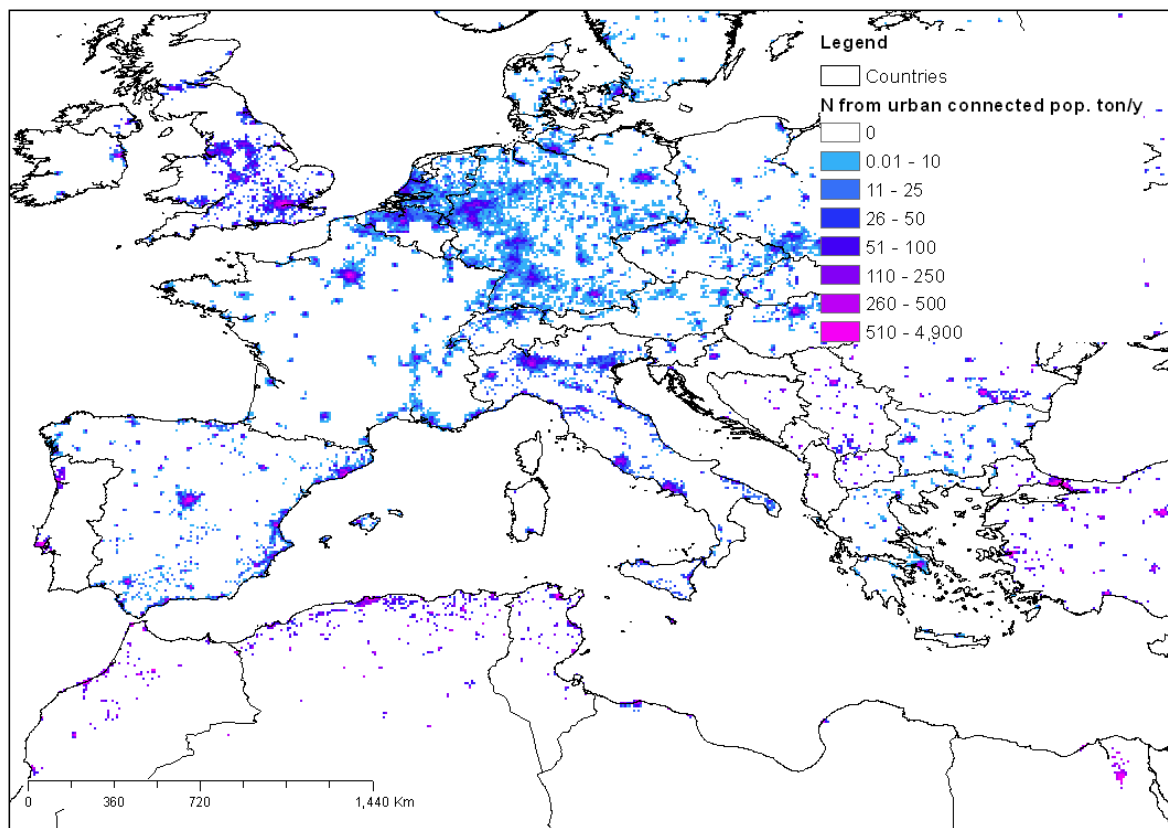 Legend
Countries
N from urban connected pop. ton/y
0
0.01 - 10
11 - 25
26 - 50
51 - 100
110 - 250
260 - 500
510 - 4,900
0 360 720 1,440 Km